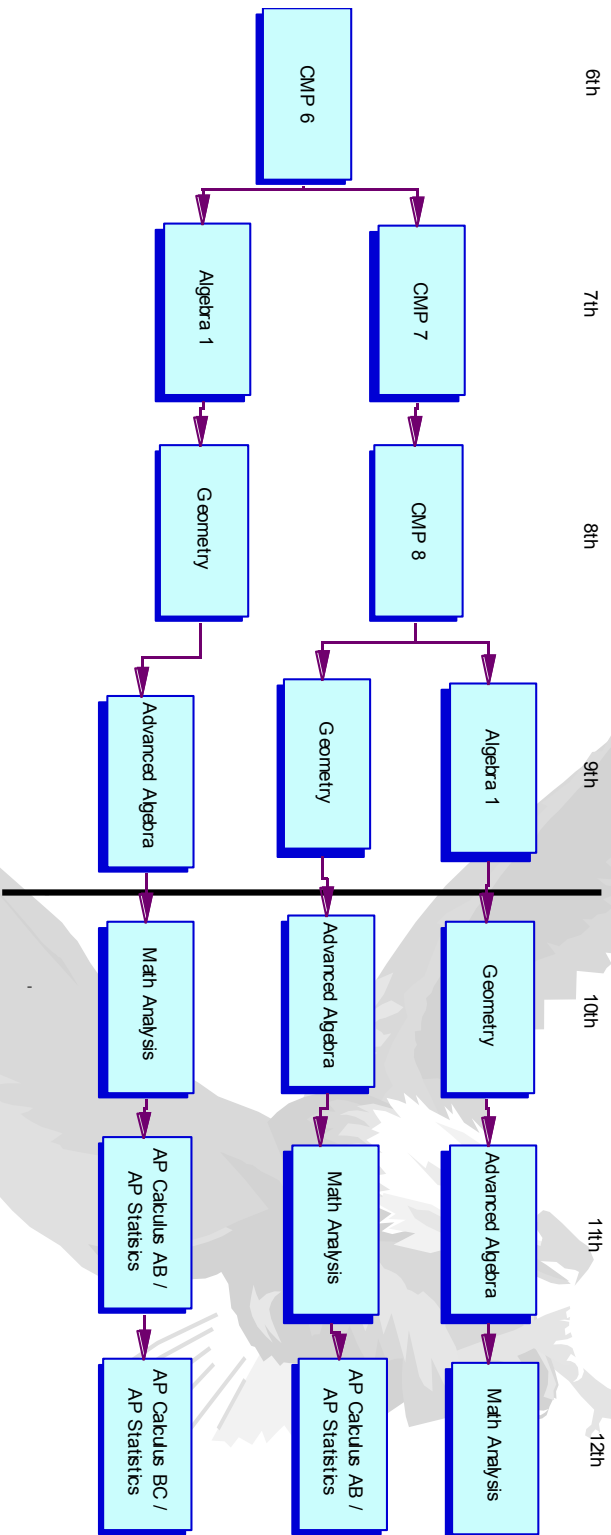 6th
7th
8th
9th
10th
11th
12th
Algebra 1
Geometry
Advanced Algebra
Math Analysis
CMP 7
CMP 8
Geometry
Advanced Algebra
Math Analysis
AP Calculus AB /
AP Statistics
CMP 6
Algebra 1
Geometry
Advanced Algebra
Math Analysis
AP Calculus AB /
AP Statistics
AP Calculus BC /
AP Statistics
-